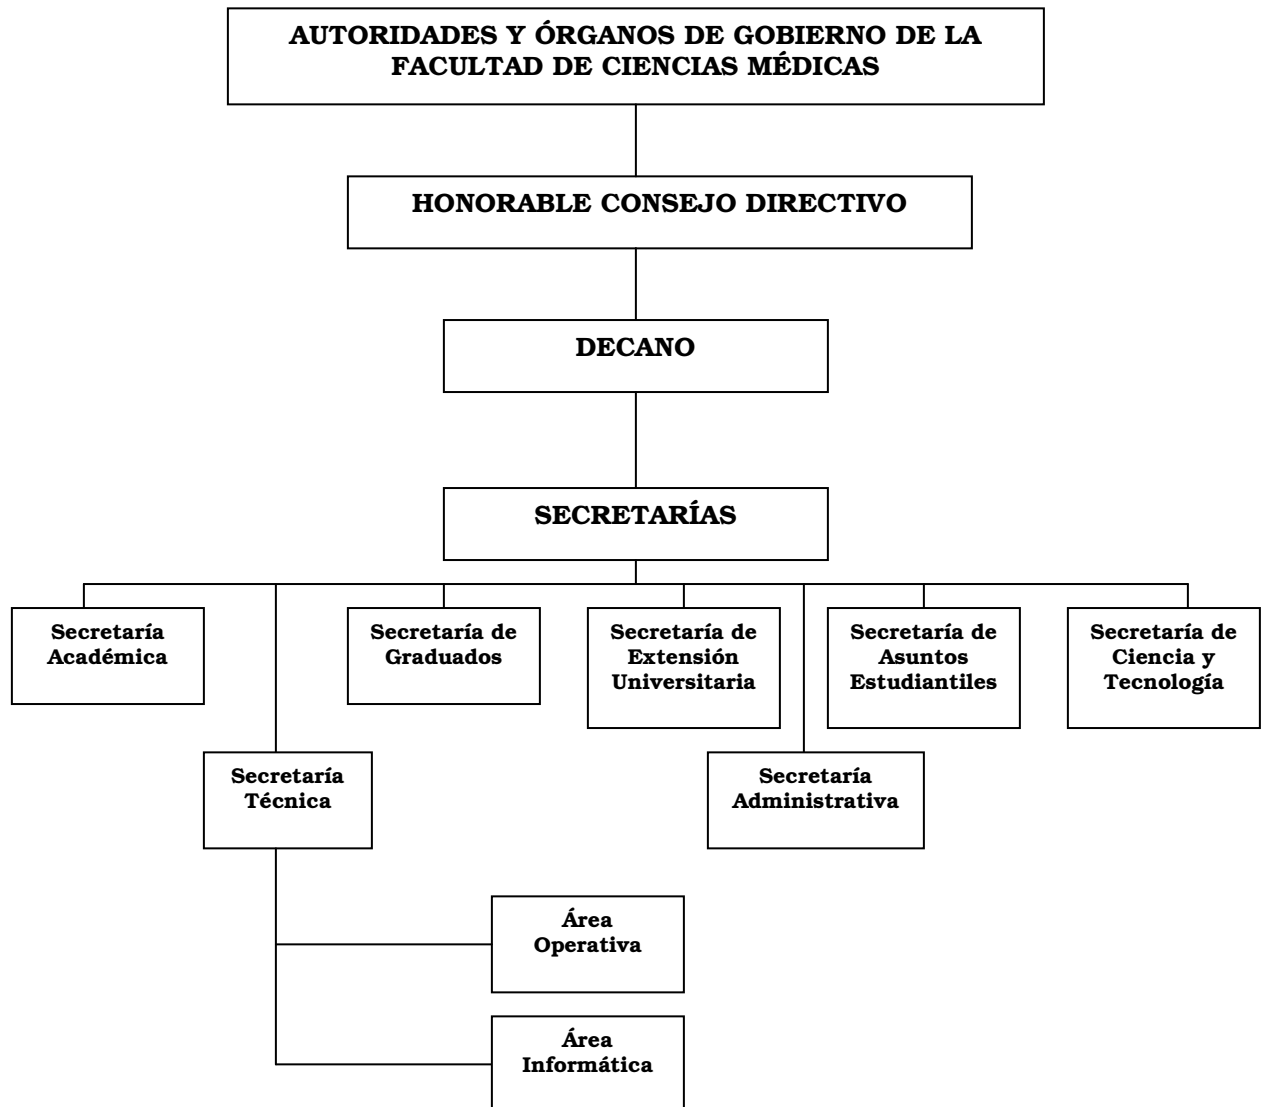 AUTORIDADES Y ÓRGANOS DE GOBIERNO DE LA
FACULTAD DE CIENCIAS MÉDICAS
HONORABLE CONSEJO DIRECTIVO
DECANO
SECRETARÍAS
Secretaría
Académica
Secretaría de
Graduados
Secretaría de
Extensión
Universitaria
Secretaría de
Asuntos
Estudiantiles
Secretaría de
Ciencia y
Tecnología
Secretaría
Técnica
Secretaría
Administrativa
Área
Operativa
Área
Informática